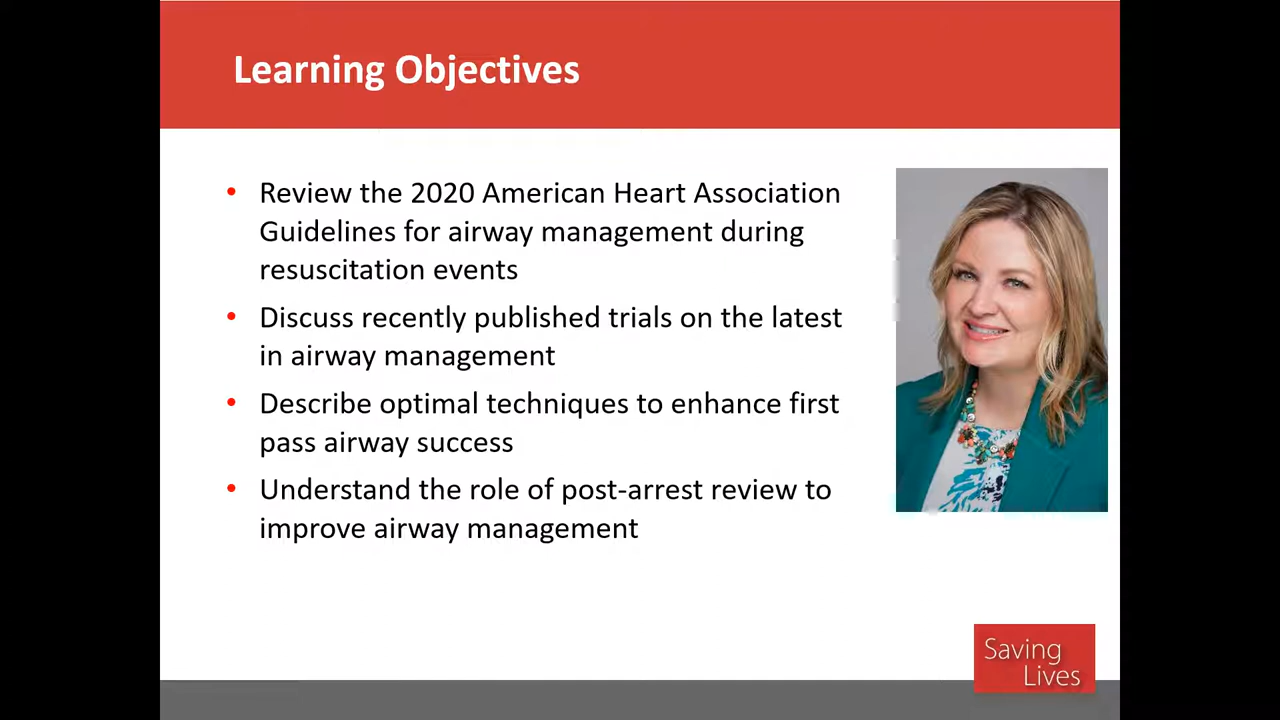 Learning Objectives
• Review the 2020 American Heart Association
Guidelines for airway management during
resuscitation events
• Discuss recently published trials on the latest
in airway management
• Describe optimal techniques to enhance first
pass airway success
• Understand the role of post-arrest review to
improve airway management
Saving
Lives